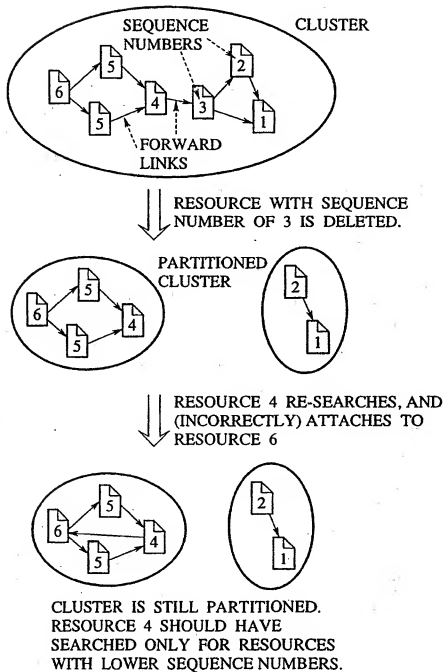 CLUSTER
SEQUENCE
NUMBERS
5
2
6
4
3
5
1
FORWARD
LINKS
RESOURCE WITH SEQUENCE
NUMBER OF 3 IS DELETED.
PARTITIONED
CLUSTER
5
2
6
4
5
1
RESOURCE 4 RE-SEARCHES, AND
(INCORRECTLY) ATTACHES TO
RESOURCE 6
5
2
6
4
5
1
CLUSTER IS STILL PARTITIONED.
RESOURCE 4 SHOULD HAVE
SEARCHED ONLY FOR RESOURCES
WITH LOWER SEQUENCE NUMBERS.